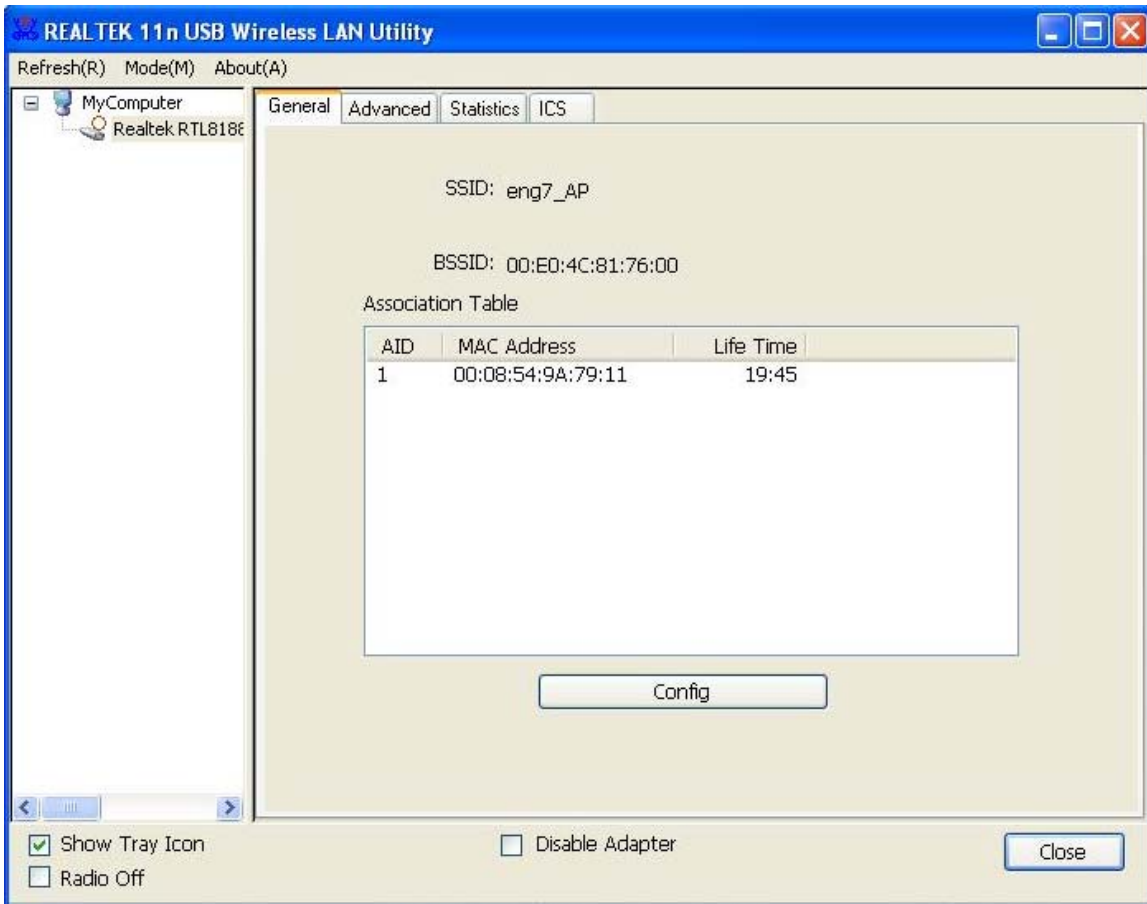 REALTEK 11n USB Wireless LAN Utility
Refresh(R) Mode(M) About(A)
MyComputer
Realtek RTL8188
General Advanced Statistics ICS
SSID: eng7_AP
BSSID: 00:E0:4C:81:76:00
Association Table
AID MAC Address Life Time
1 00:08:54:9A:79:11 19:45
Config
Show Tray Icon
Disable Adapter
Close
Radio Off